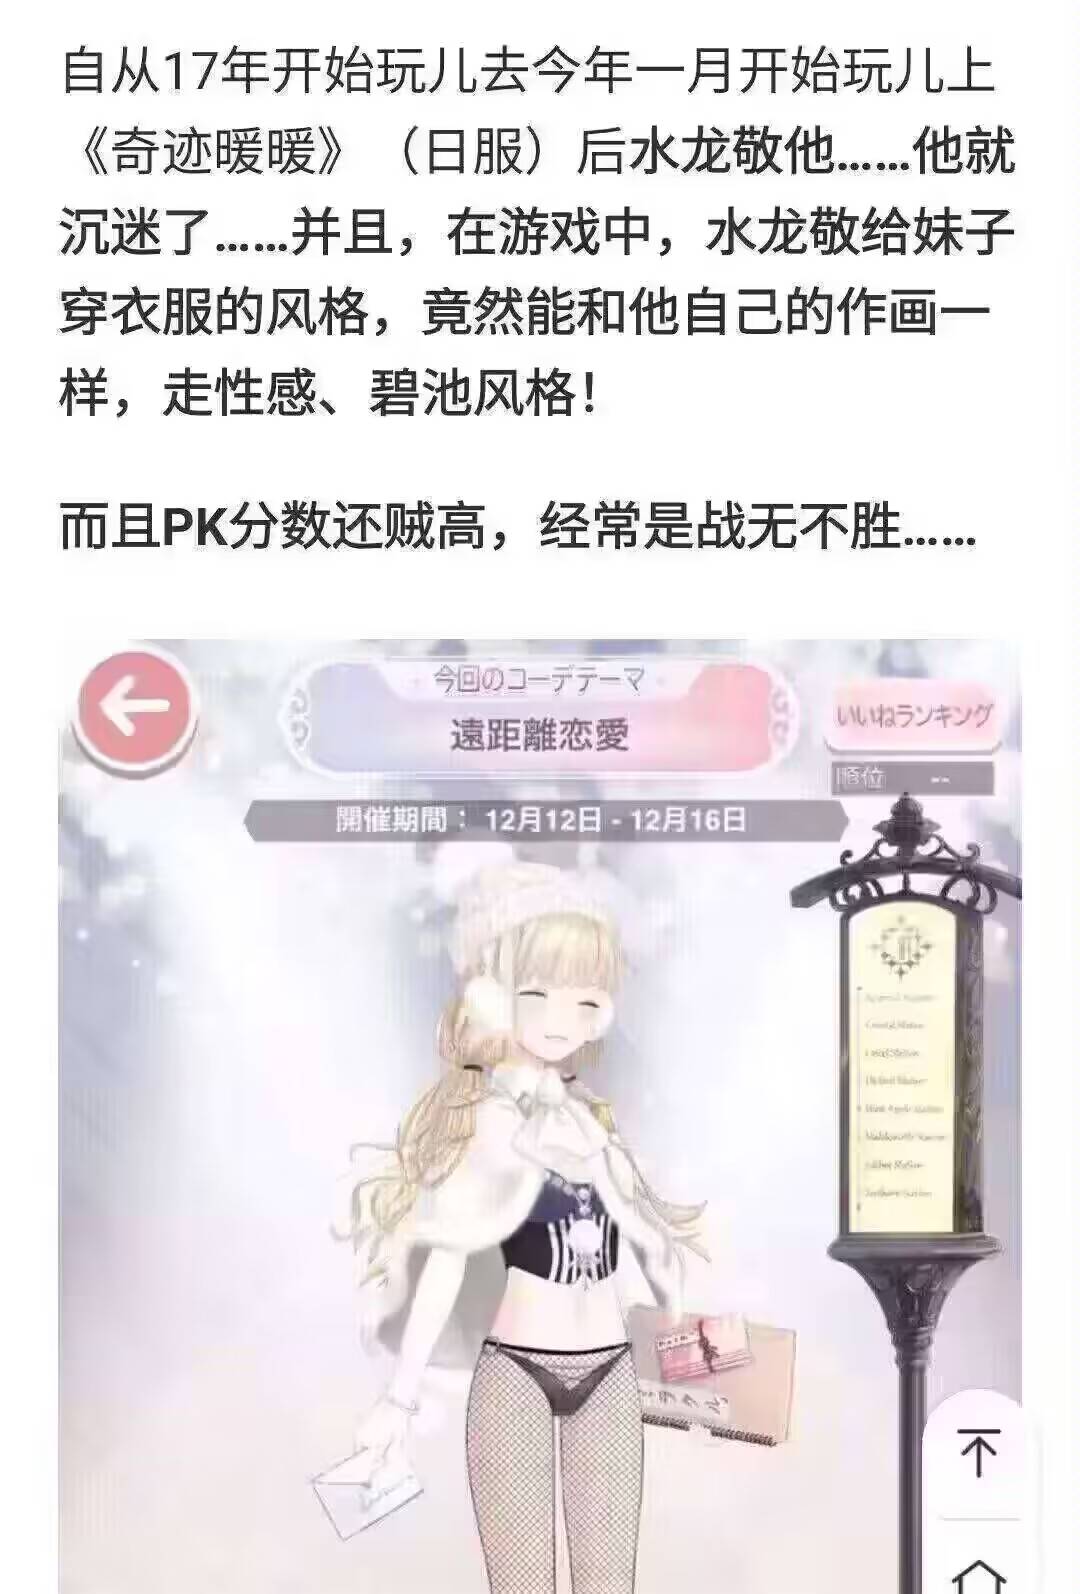 自从17年开始玩儿去今年一月开始玩儿上
《奇迹暖暖》（日服）后水龙敬他……他就
沉迷了……并且，在游戏中，水龙敬给妹子
穿衣服的风格，竟然能和他自己的作画一
样，走性感、碧池风格！
而且PK分数还贼高，经常是战无不胜……
今回のコーデテーマ
遠距離恋愛
いいねランキング
順位 --
開催期間： 12月12日 - 12月16日